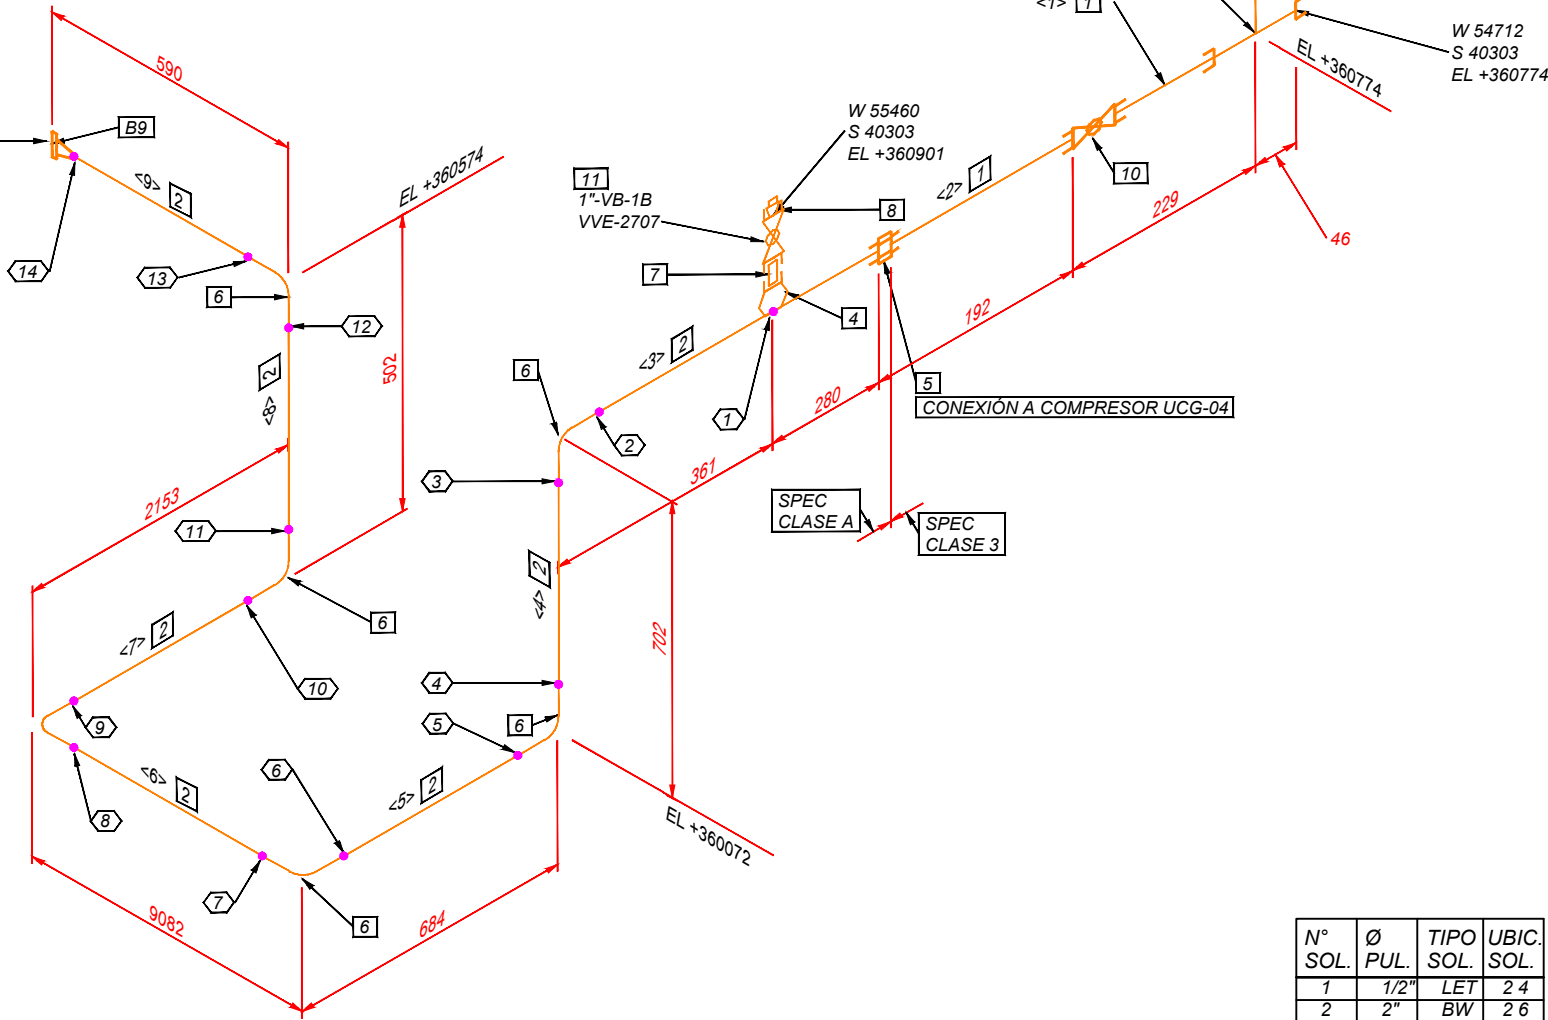 <1> 1
W 54712
S 40303
EL +360774
EL +360774
590
B9
W 55460
S 40303
EL +360901
EL +360574
11
1"-VB-1B
VVE-2707
<2> 1
10
<9> 2
8
229
46
14
13
7
6
4
192
12
<3> 2
502
6
5
CONEXIÓN A COMPRESOR UCG-04
<8> 2
280
1
2
361
3
2153
SPEC
CLASE A
SPEC
CLASE 3
11
<4> 2
6
<7> 2
702
10
4
9
5
6
6
<6> 2
<5> 2
8
EL +360072
7
9082
6
684
N° SOL. Ø PUL. TIPO SOL. UBIC. SOL.
1 1/2" LET 2 4
2 2" BW 2 6